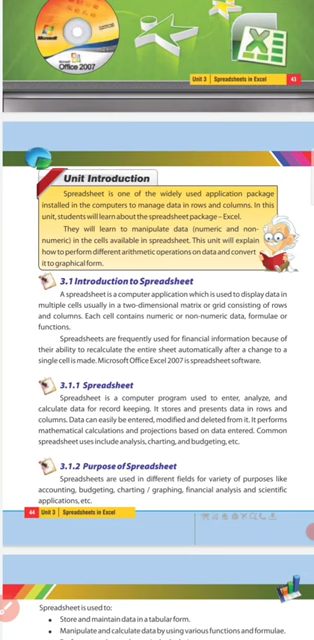 Microsoft
Office 2007
Unit 3 Spreadsheets in Excel 43
Unit Introduction
Spreadsheet is one of the widely used application package
installed in the computers to manage data in rows and columns. In this
unit, students will learn about the spreadsheet package – Excel.
They will learn to manipulate data (numeric and non-
numeric) in the cells available in spreadsheet. This unit will explain
how to perform different arithmetic operations on data and convert
it to graphical form.
3.1 Introduction to Spreadsheet
A spreadsheet is a computer application which is used to display data in
multiple cells usually in a two-dimensional matrix or grid consisting of rows
and columns. Each cell contains numeric or non-numeric data, formulae or
functions.
Spreadsheets are frequently used for financial information because of
their ability to recalculate the entire sheet automatically after a change to a
single cell is made. Microsoft Office Excel 2007 is spreadsheet software.
3.1.1 Spreadsheet
Spreadsheet is a computer program used to enter, analyze, and
calculate data for record keeping. It stores and presents data in rows and
columns. Data can easily be entered, modified and deleted from it. It performs
mathematical calculations and projections based on data entered. Common
spreadsheet uses include analysis, charting, and budgeting, etc.
3.1.2 Purpose of Spreadsheet
Spreadsheets are used in different fields for variety of purposes like
accounting, budgeting, charting / graphing, financial analysis and scientific
applications, etc.
44 Unit 3 Spreadsheets in Excel
Spreadsheet is used to:
• Store and maintain data in a tabular form.
• Manipulate and calculate data by using various functions and formulae.